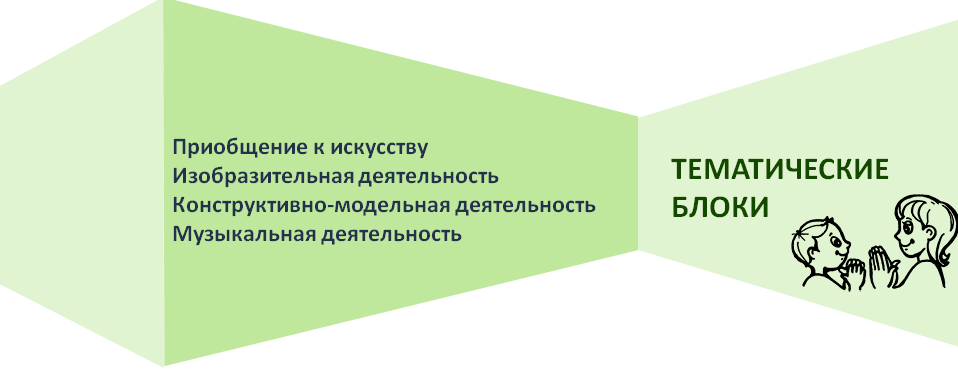 Приобщение к искусству
Изобразительная деятельность
Конструктивно-модельная деятельность
Музыкальная деятельность
ТЕМАТИЧЕСКИЕ
БЛОКИ